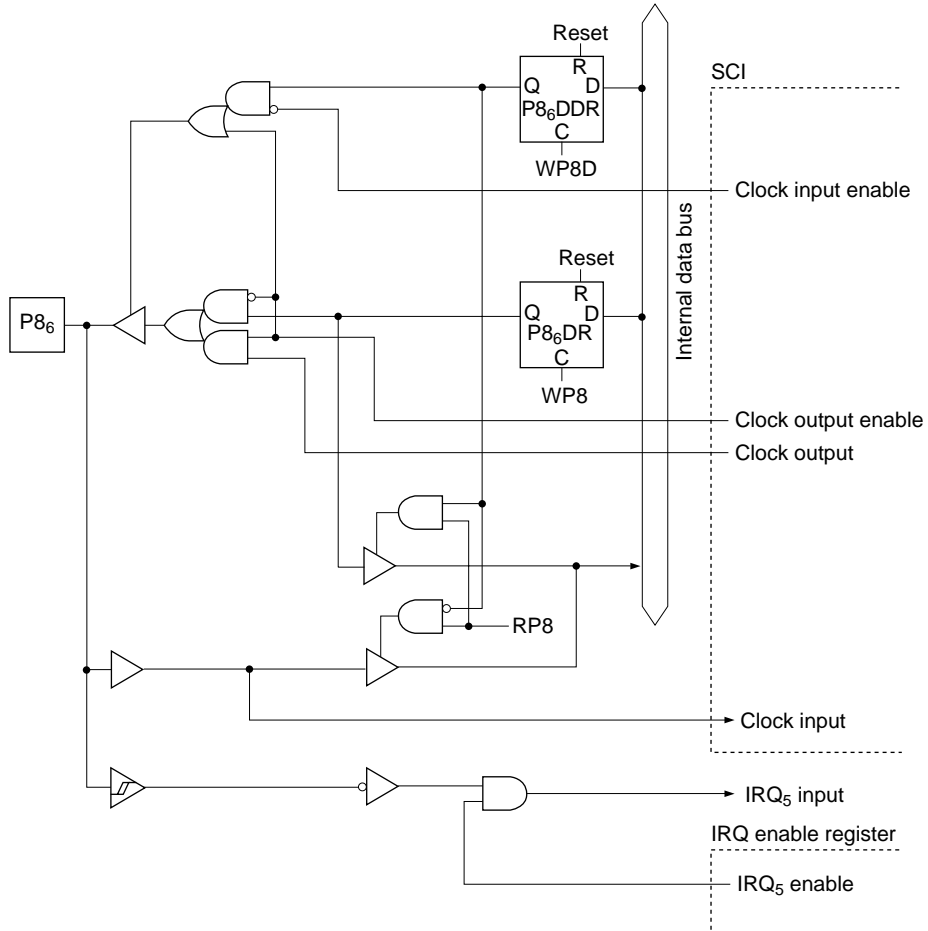 Reset
R
Q
D
P8₆DDR
C
WP8D
SCI
Clock input enable
Internal data bus
Reset
R
Q
D
P8₆DR
C
WP8
P8₆
Clock output enable
Clock output
RP8
Clock input
IRQ₅ input
IRQ enable register
IRQ₅ enable